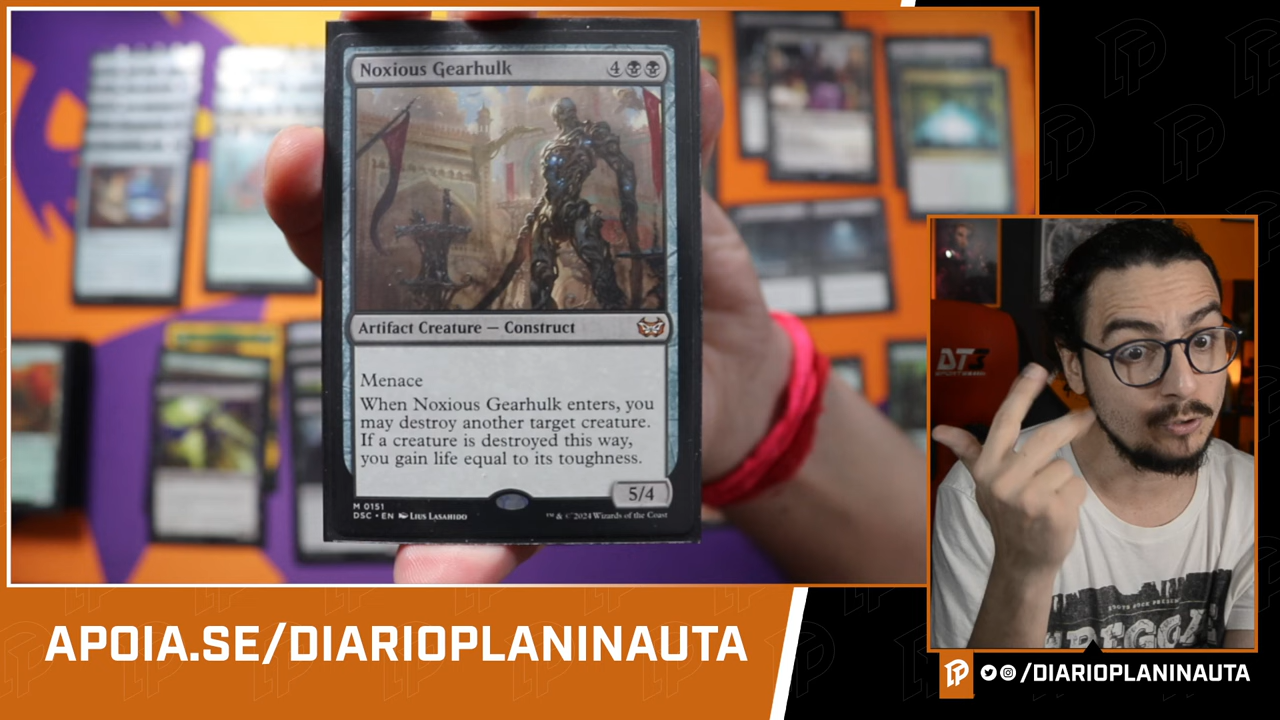 Noxious Gearhulk 4
Artifact Creature — Construct
Menace
When Noxious Gearhulk enters, you
may destroy another target creature.
If a creature is destroyed this way,
you gain life equal to its toughness.
5/4
M 0151
DSC • EN Lius Lasahido
™ & © 2024 Wizards of the Coast
DT3
APOIA.SE/DIARIOPLANINAUTA
/DIARIOPLANINAUTA